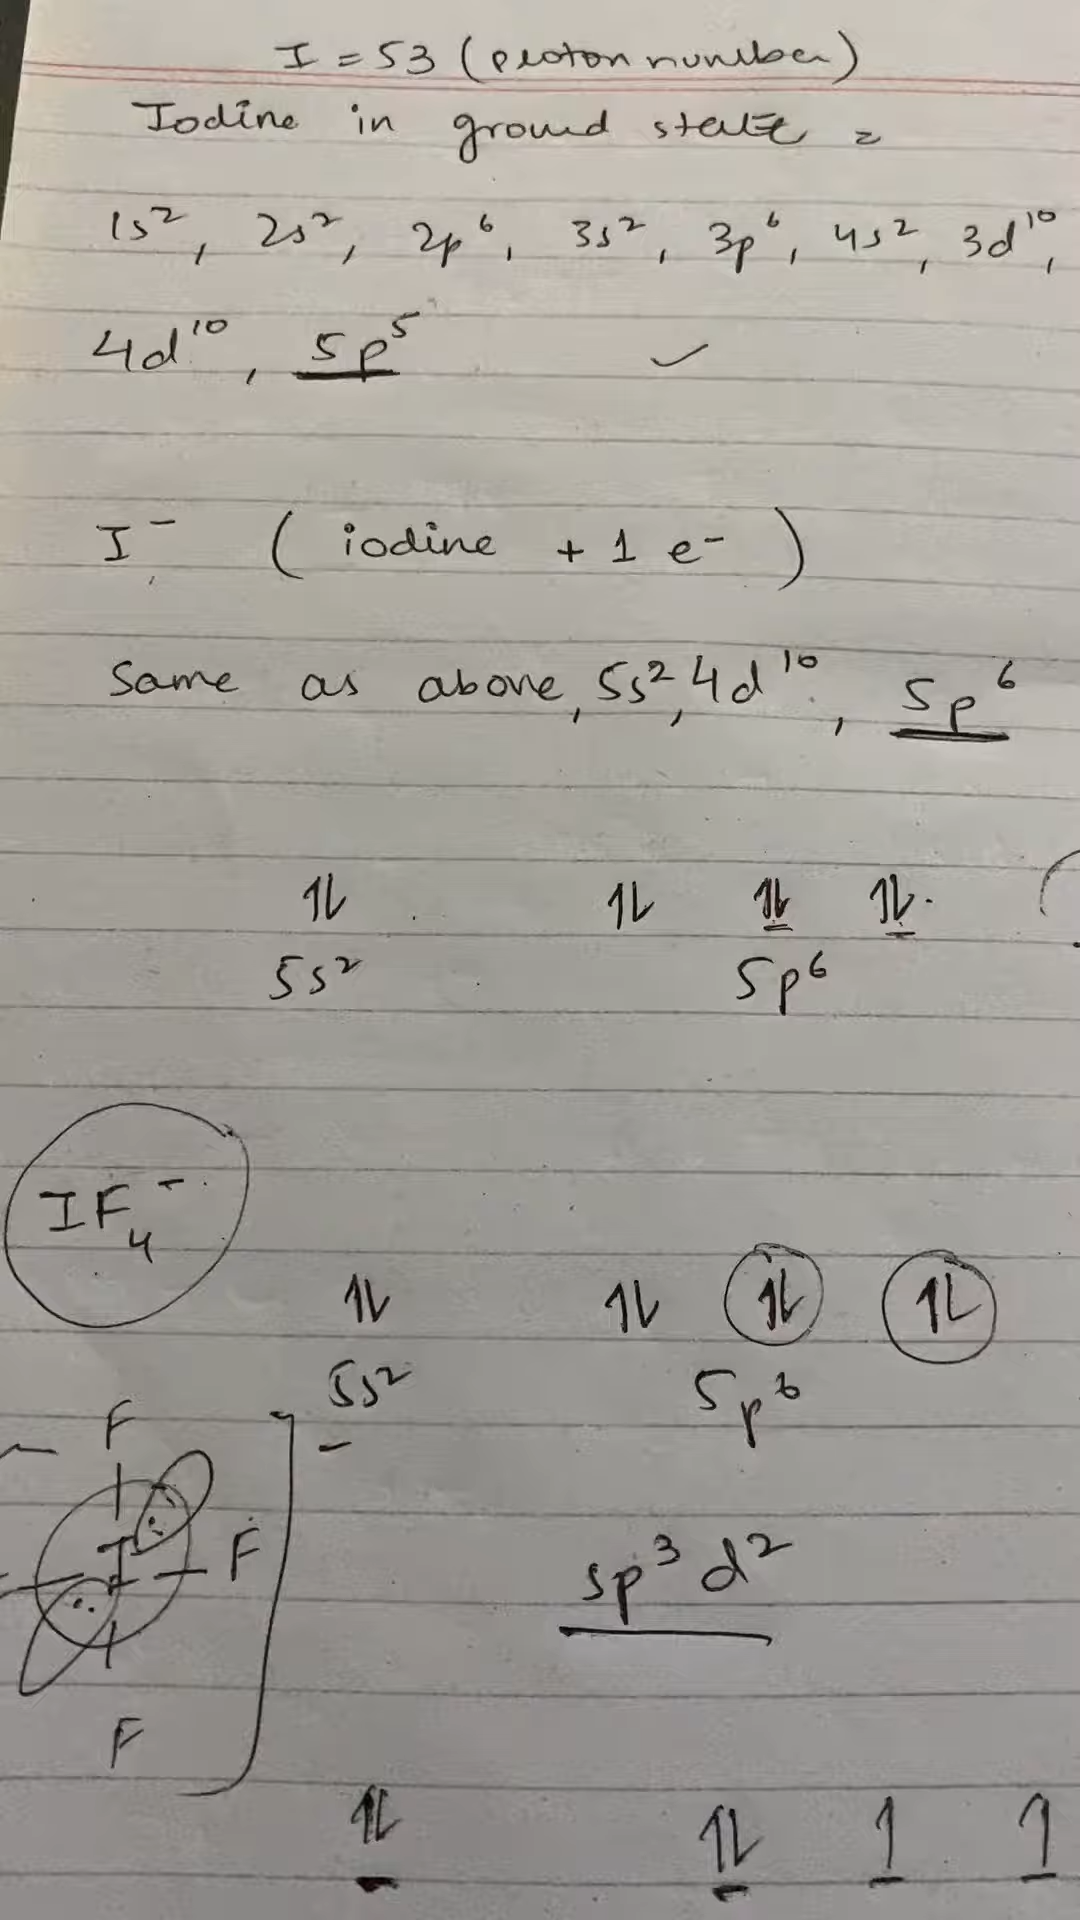 I = 53 (proton number)
Iodine in ground state =
1s², 2s², 2p⁶, 3s², 3p⁶, 4s², 3d¹⁰,
4d¹⁰, 5p⁵ ✓
I⁻ ( iodine + 1 e⁻ )
Same as above, 5s², 4d¹⁰, 5p⁶
⥮ ⥮ ⥮ ⥮
5s² 5p⁶
IF₄⁻
⥮ ⥮ ⥮ ⥮
5s² 5p⁶
F
–
I – F
sp³d²
F
⥮ ⥮ ↿ ↿